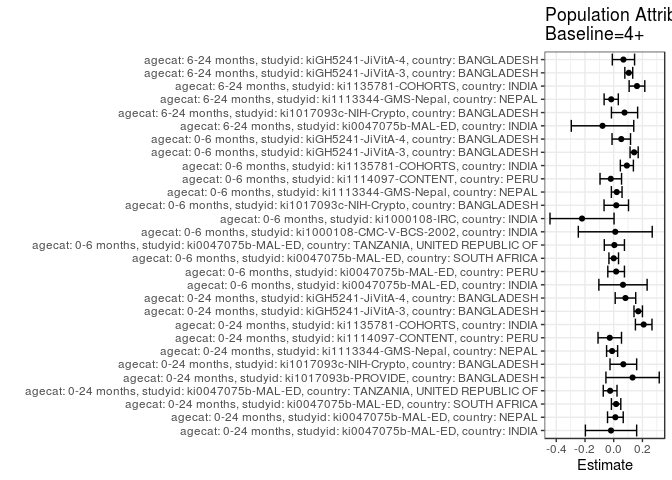 Population Attrib
Baseline=4+
agecat: 6-24 months, studyid: kiGH5241-JiVitA-4, country: BANGLADESH
agecat: 6-24 months, studyid: kiGH5241-JiVitA-3, country: BANGLADESH
agecat: 6-24 months, studyid: ki1135781-COHORTS, country: INDIA
agecat: 6-24 months, studyid: ki1113344-GMS-Nepal, country: NEPAL
agecat: 6-24 months, studyid: ki1017093c-NIH-Crypto, country: BANGLADESH
agecat: 6-24 months, studyid: ki0047075b-MAL-ED, country: INDIA
agecat: 0-6 months, studyid: kiGH5241-JiVitA-4, country: BANGLADESH
agecat: 0-6 months, studyid: kiGH5241-JiVitA-3, country: BANGLADESH
agecat: 0-6 months, studyid: ki1135781-COHORTS, country: INDIA
agecat: 0-6 months, studyid: ki1114097-CONTENT, country: PERU
agecat: 0-6 months, studyid: ki1113344-GMS-Nepal, country: NEPAL
agecat: 0-6 months, studyid: ki1017093c-NIH-Crypto, country: BANGLADESH
agecat: 0-6 months, studyid: ki1000108-IRC, country: INDIA
agecat: 0-6 months, studyid: ki1000108-CMC-V-BCS-2002, country: INDIA
agecat: 0-6 months, studyid: ki0047075b-MAL-ED, country: TANZANIA, UNITED REPUBLIC OF
agecat: 0-6 months, studyid: ki0047075b-MAL-ED, country: SOUTH AFRICA
agecat: 0-6 months, studyid: ki0047075b-MAL-ED, country: PERU
agecat: 0-6 months, studyid: ki0047075b-MAL-ED, country: INDIA
agecat: 0-24 months, studyid: kiGH5241-JiVitA-4, country: BANGLADESH
agecat: 0-24 months, studyid: kiGH5241-JiVitA-3, country: BANGLADESH
agecat: 0-24 months, studyid: ki1135781-COHORTS, country: INDIA
agecat: 0-24 months, studyid: ki1114097-CONTENT, country: PERU
agecat: 0-24 months, studyid: ki1113344-GMS-Nepal, country: NEPAL
agecat: 0-24 months, studyid: ki1017093c-NIH-Crypto, country: BANGLADESH
agecat: 0-24 months, studyid: ki1017093b-PROVIDE, country: BANGLADESH
agecat: 0-24 months, studyid: ki0047075b-MAL-ED, country: TANZANIA, UNITED REPUBLIC OF
agecat: 0-24 months, studyid: ki0047075b-MAL-ED, country: SOUTH AFRICA
agecat: 0-24 months, studyid: ki0047075b-MAL-ED, country: NEPAL
agecat: 0-24 months, studyid: ki0047075b-MAL-ED, country: INDIA
-0.4 -0.2 0.0 0.2
Estimate